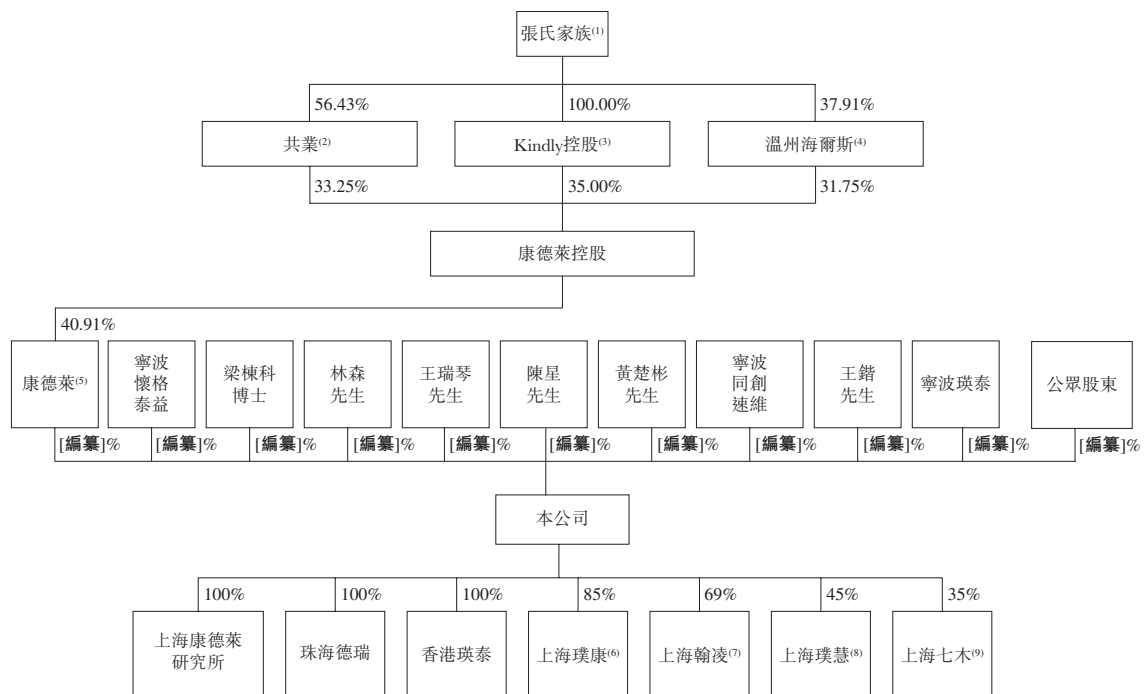 張氏家族(1)
56.43%
100.00%
37.91%
共業(2)
Kindly控股(3)
溫州海爾斯(4)
33.25%
35.00%
31.75%
康德萊控股
40.91%
康德萊(5)
寧波
懷格
泰益
梁棟科
博士
林森
先生
王瑞琴
先生
陳星
先生
黃楚彬
先生
寧波
同創
速維
王鍇
先生
寧波瑛泰
公眾股東
[編纂]%
[編纂]%
[編纂]%
[編纂]%
[編纂]%
[編纂]%
[編纂]%
[編纂]%
[編纂]%
[編纂]%
[編纂]%
本公司
100%
100%
100%
85%
69%
45%
35%
上海康德萊
研究所
珠海德瑞
香港瑛泰
上海璞康(6)
上海翰凌(7)
上海璞慧(8)
上海七木(9)